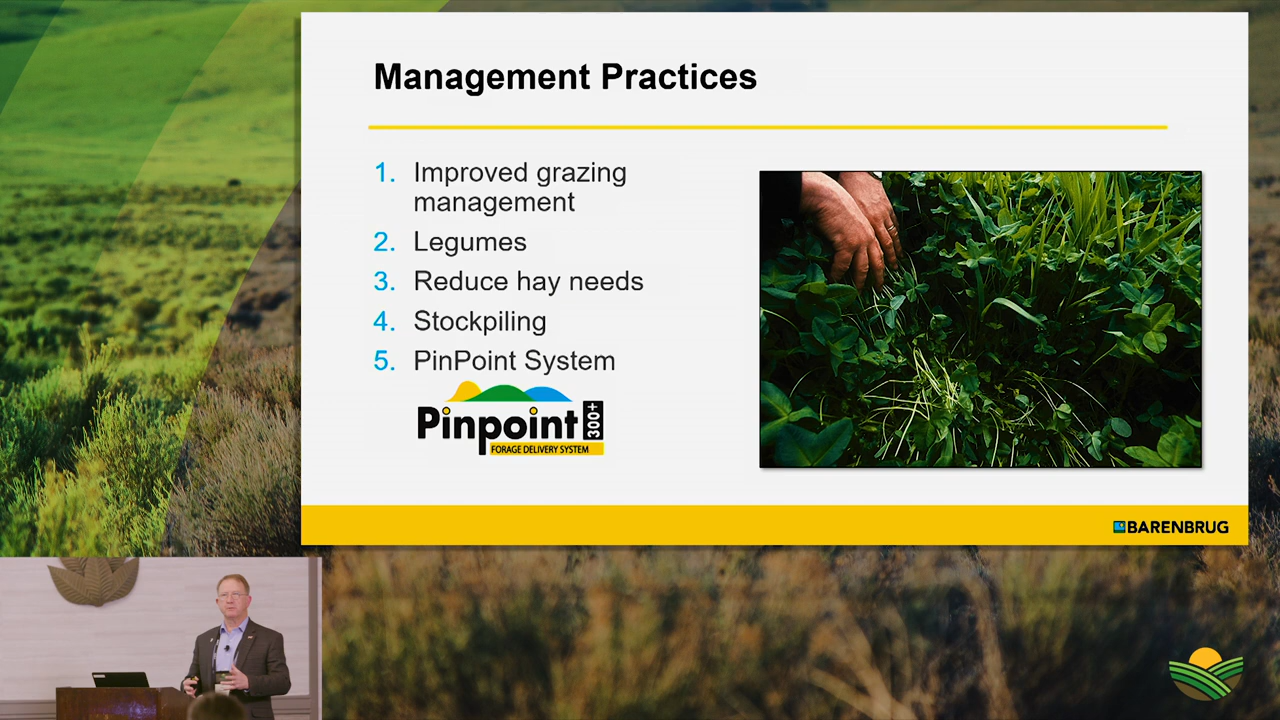 Management Practices
1. Improved grazing
management
2. Legumes
3. Reduce hay needs
4. Stockpiling
5. PinPoint System
Pinpoint 300+
FORAGE DELIVERY SYSTEM
BARENBRUG